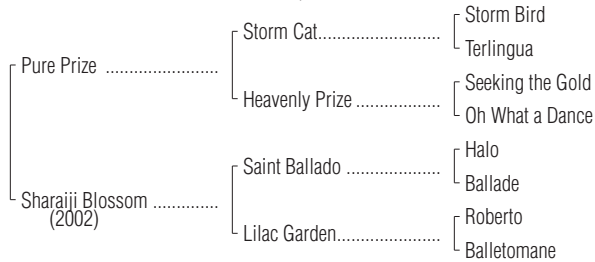 Storm Bird
Storm Cat........................
Terlingua
Pure Prize ......................
Seeking the Gold
Heavenly Prize .................
Oh What a Dance
Halo
Saint Ballado ...................
Ballade
Sharaiji Blossom .............
(2002)
Roberto
Lilac Garden.....................
Balletomane